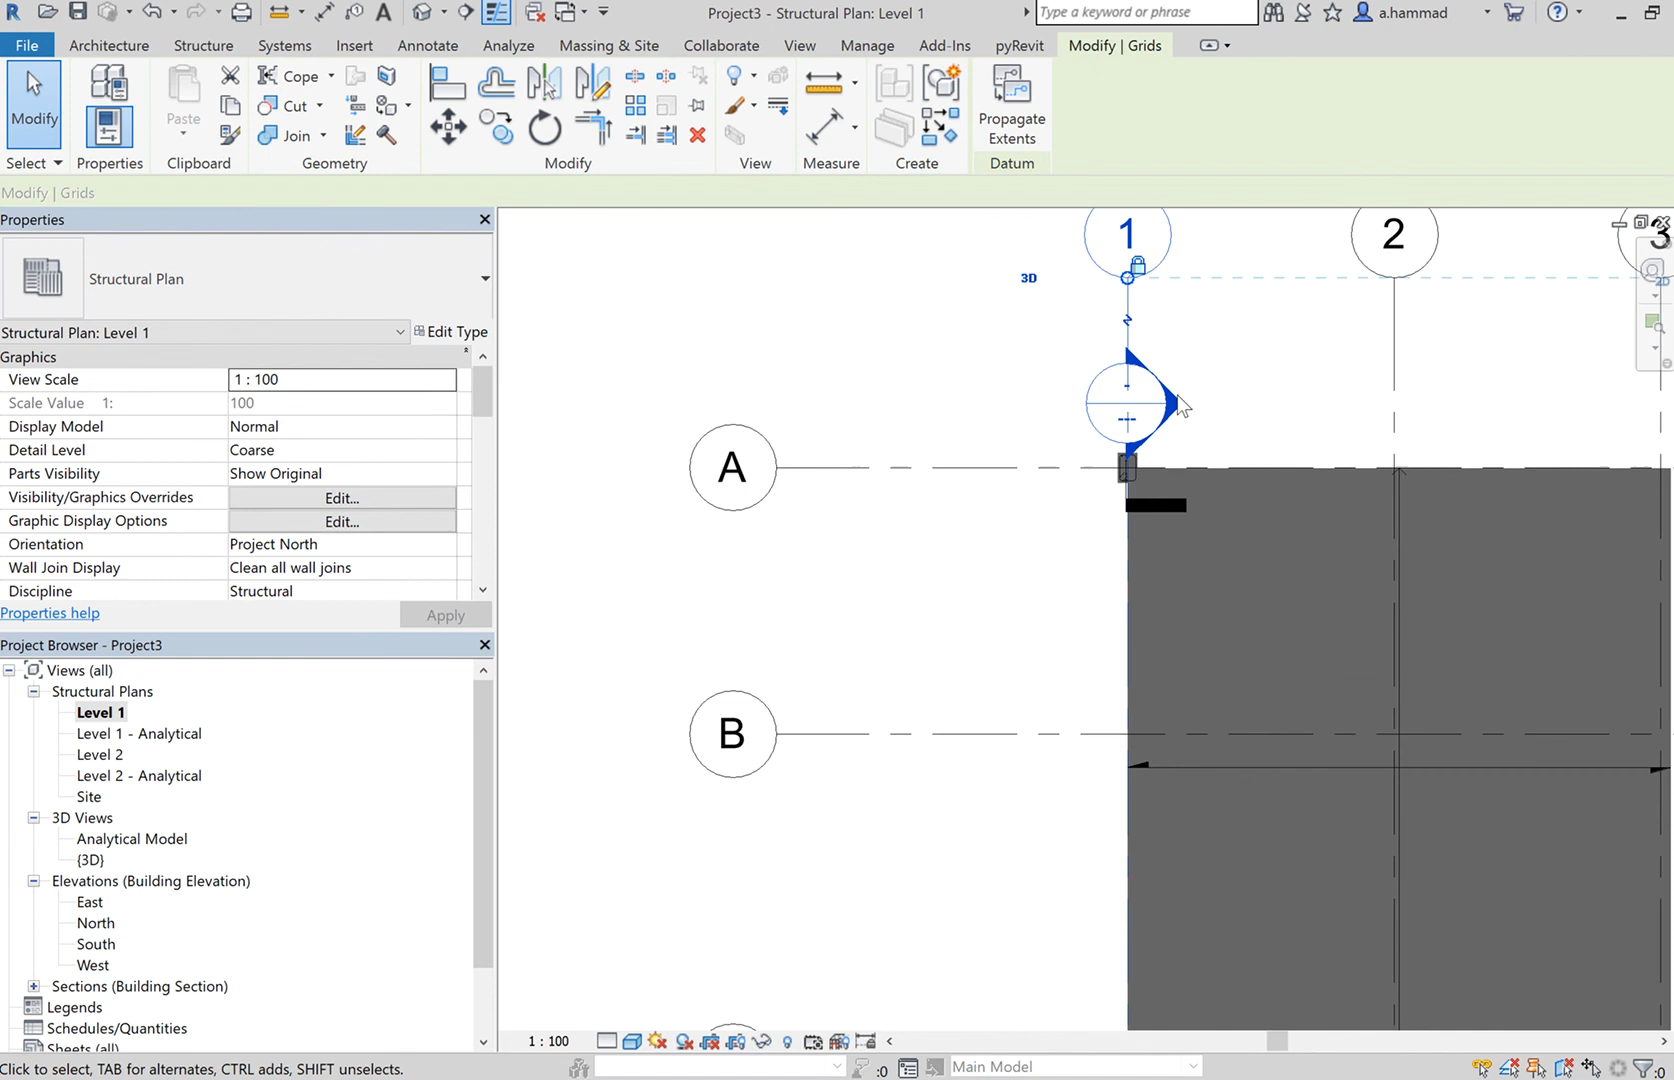 Project3 - Structural Plan: Level 1
Type a keyword or phrase
a.hammad
File
Architecture
Structure
Systems
Insert
Annotate
Analyze
Massing & Site
Collaborate
View
Manage
Add-Ins
pyRevit
Modify | Grids
Modify
Paste
Cope
Cut
Join
Propagate
Extents
Select
Properties
Clipboard
Geometry
Modify
View
Measure
Create
Datum
Modify | Grids
Properties
Structural Plan
Structural Plan: Level 1
Edit Type
Graphics
View Scale 1 : 100
Scale Value 1: 100
Display Model Normal
Detail Level Coarse
Parts Visibility Show Original
Visibility/Graphics Overrides Edit...
Graphic Display Options Edit...
Orientation Project North
Wall Join Display Clean all wall joins
Discipline Structural
Properties help
Apply
Project Browser - Project3
Views (all)
Structural Plans
Level 1
Level 1 - Analytical
Level 2
Level 2 - Analytical
Site
3D Views
Analytical Model
{3D}
Elevations (Building Elevation)
East
North
South
West
Sections (Building Section)
Legends
Schedules/Quantities
Sheets (all)
1
2
3
3D
2D
A
B
1 : 100
Click to select, TAB for alternates, CTRL adds, SHIFT unselects.
:0
Main Model
:0